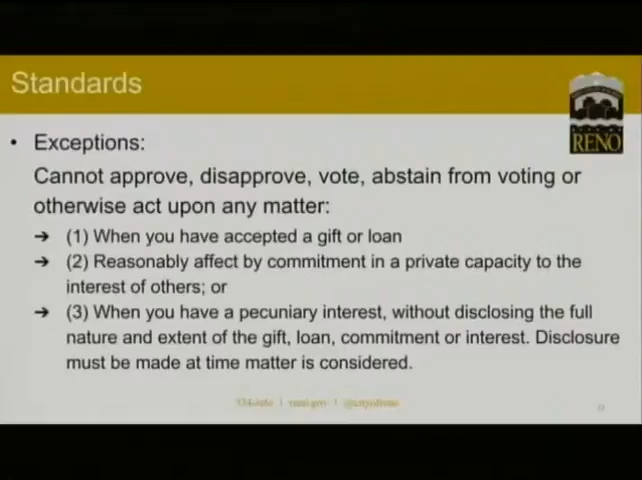 Standards
RENO
• Exceptions:
Cannot approve, disapprove, vote, abstain from voting or
otherwise act upon any matter:
➔ (1) When you have accepted a gift or loan
➔ (2) Reasonably affect by commitment in a private capacity to the
interest of others; or
➔ (3) When you have a pecuniary interest, without disclosing the full
nature and extent of the gift, loan, commitment or interest. Disclosure
must be made at time matter is considered.